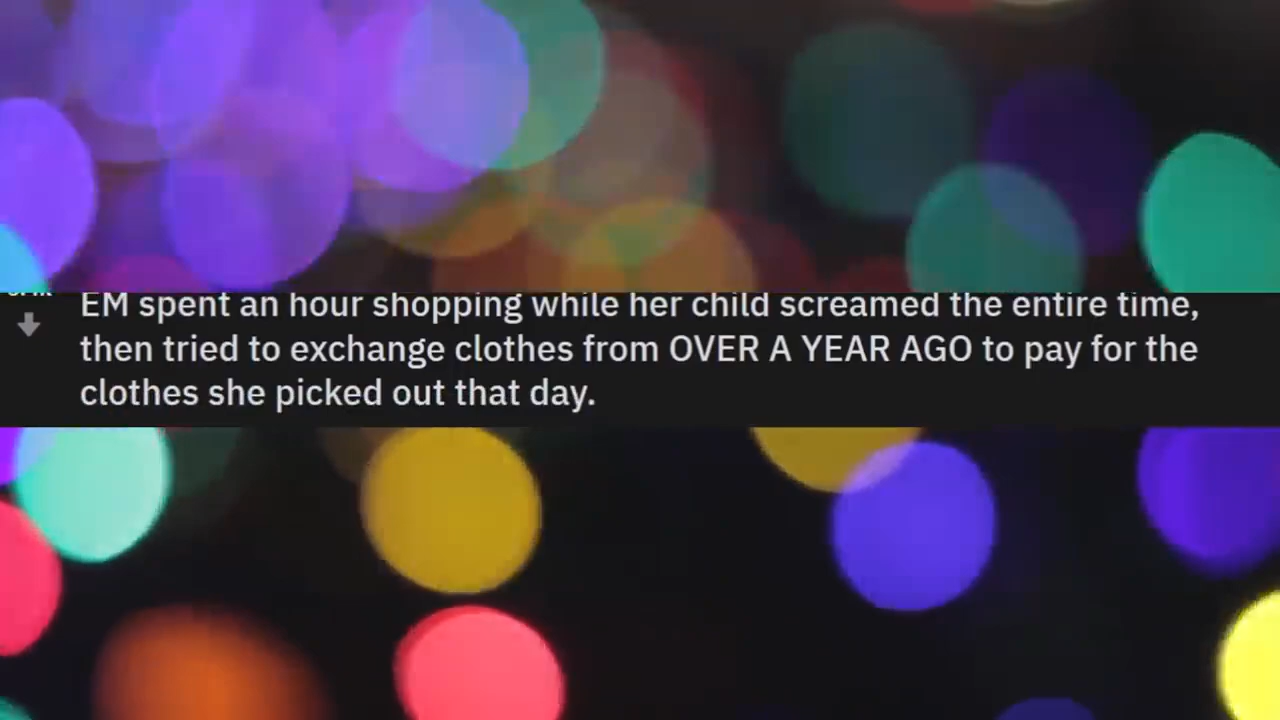 EM spent an hour shopping while her child screamed the entire time,
then tried to exchange clothes from OVER A YEAR AGO to pay for the
clothes she picked out that day.